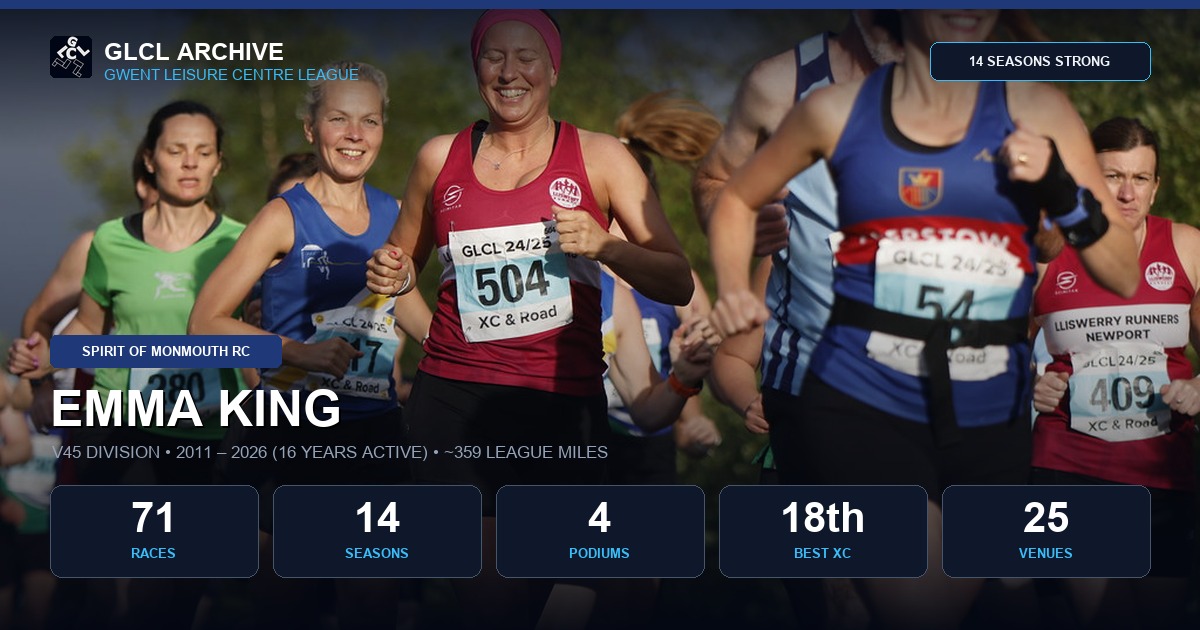 GLCL ARCHIVE
GWENT LEISURE CENTRE LEAGUE
14 SEASONS STRONG
GLCL 24/25
504
XC & Road
GLCL 24/25
54
XC & Road
LLISWERRY RUNNERS
NEWPORT
GLCL 24/25
409
XC & Road
XC & Road
280
SPIRIT OF MONMOUTH RC
EMMA KING
V45 DIVISION • 2011 – 2026 (16 YEARS ACTIVE) • ~359 LEAGUE MILES
71
RACES
14
SEASONS
4
PODIUMS
18th
BEST XC
25
VENUES